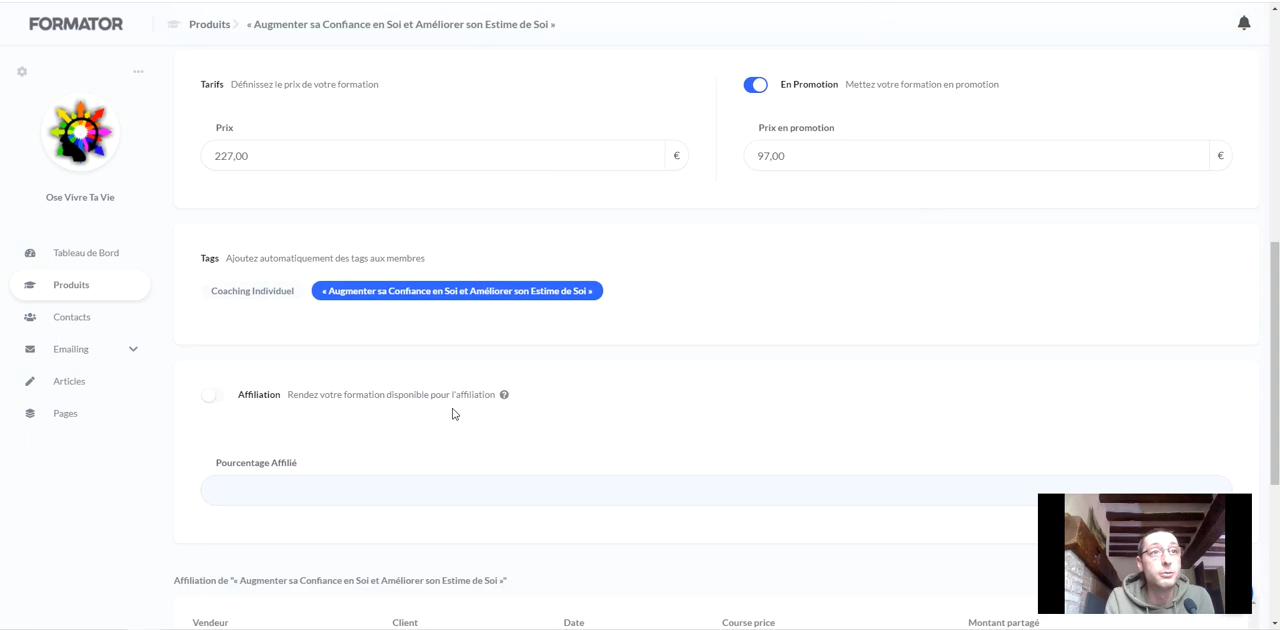 FORMATOR
Produits
« Augmenter sa Confiance en Soi et Améliorer son Estime de Soi »
Tarifs Définissez le prix de votre formation
En Promotion Mettez votre formation en promotion
Prix
Prix en promotion
227,00 €
97,00 €
Ose Vivre Ta Vie
Tableau de Bord
Produits
Contacts
Emailing
Articles
Pages
Tags Ajoutez automatiquement des tags aux membres
Coaching Individuel
« Augmenter sa Confiance en Soi et Améliorer son Estime de Soi »
Affiliation Rendez votre formation disponible pour l'affiliation
Pourcentage Affilié
Affiliation de "« Augmenter sa Confiance en Soi et Améliorer son Estime de Soi »"
Vendeur Client Date Course price Montant partagé